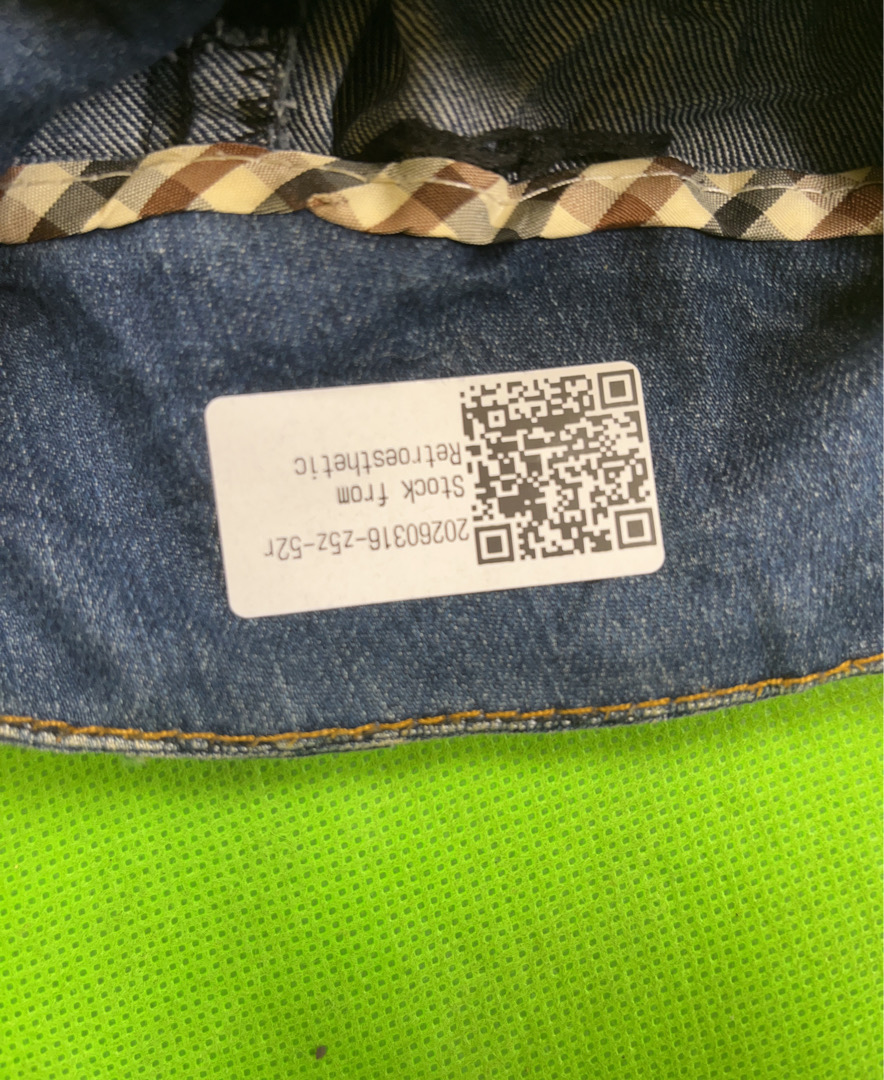 20260316-z5z-52r
Stock from
Retroesthetic